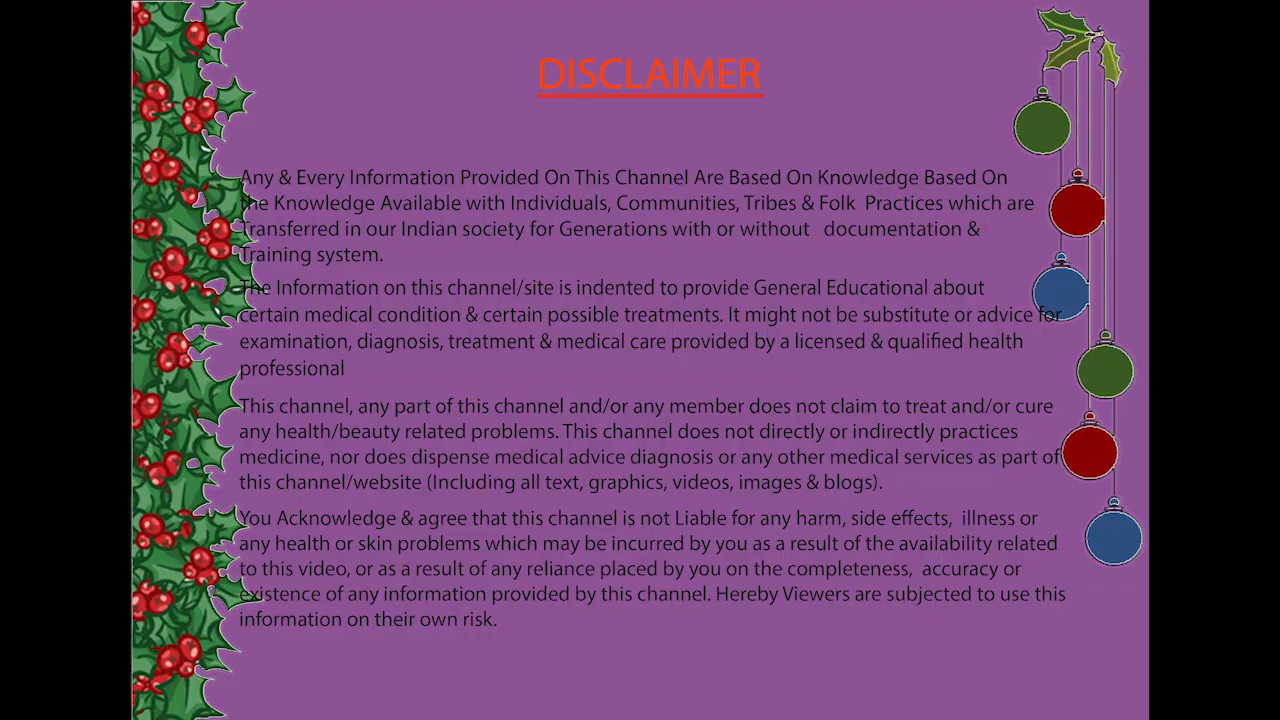 DISCLAIMER
Any & Every Information Provided On This Channel Are Based On Knowledge Based On
the Knowledge Available with Individuals, Communities, Tribes & Folk Practices which are
Transferred in our Indian society for Generations with or without documentation &
Training system.
The Information on this channel/site is indented to provide General Educational about
certain medical condition & certain possible treatments. It might not be substitute or advice for
examination, diagnosis, treatment & medical care provided by a licensed & qualified health
professional
This channel, any part of this channel and/or any member does not claim to treat and/or cure
any health/beauty related problems. This channel does not directly or indirectly practices
medicine, nor does dispense medical advice diagnosis or any other medical services as part of
this channel/website (Including all text, graphics, videos, images & blogs).
You Acknowledge & agree that this channel is not Liable for any harm, side effects, illness or
any health or skin problems which may be incurred by you as a result of the availability related
to this video, or as a result of any reliance placed by you on the completeness, accuracy or
existence of any information provided by this channel. Hereby Viewers are subjected to use this
information on their own risk.